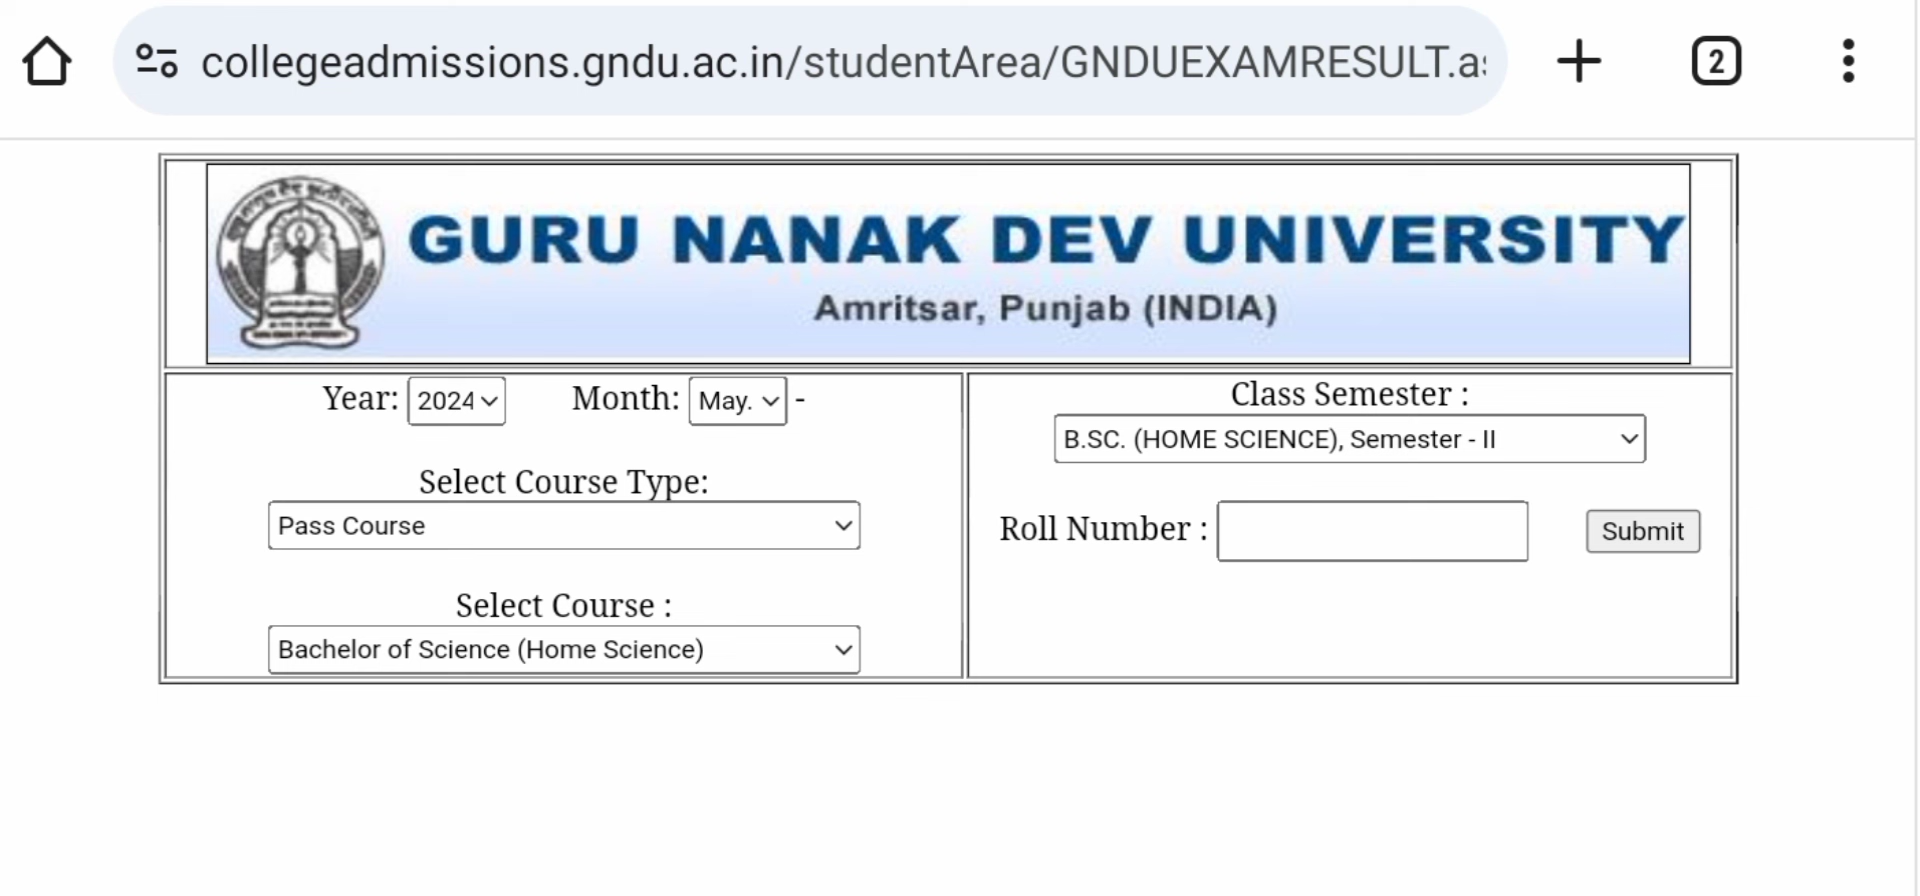 collegeadmissions.gndu.ac.in/studentArea/GNDUEXAMRESULT.as
2
GURU NANAK DEV UNIVERSITY
Amritsar, Punjab (INDIA)
Year: 2024 Month: May. -
Select Course Type:
Pass Course
Select Course :
Bachelor of Science (Home Science)
Class Semester :
B.SC. (HOME SCIENCE), Semester - II
Roll Number : Submit